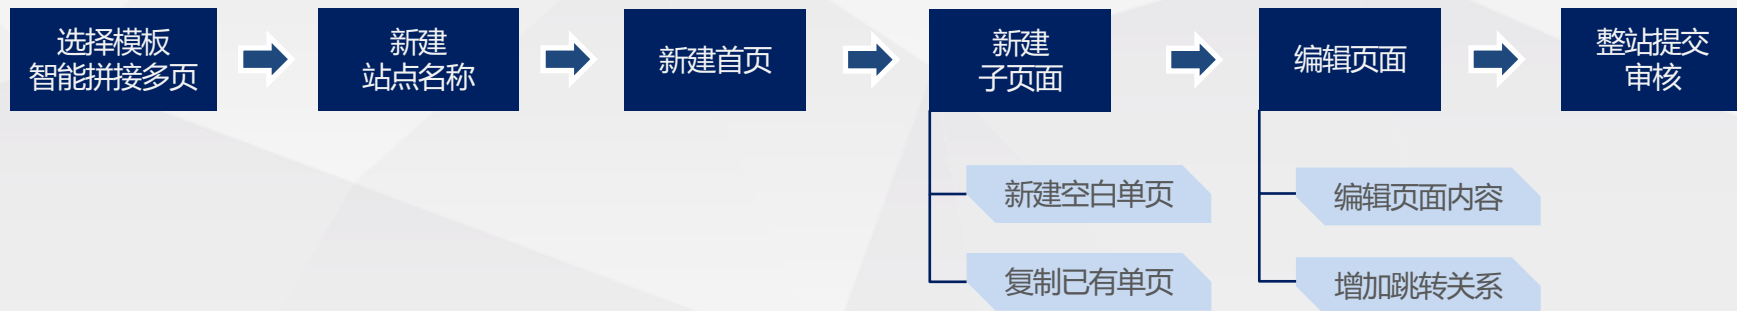 选择模板
智能拼接多页
新建
站点名称
新建首页
新建
子页面
编辑页面
整站提交
审核
新建空白单页
复制已有单页
编辑页面内容
增加跳转关系